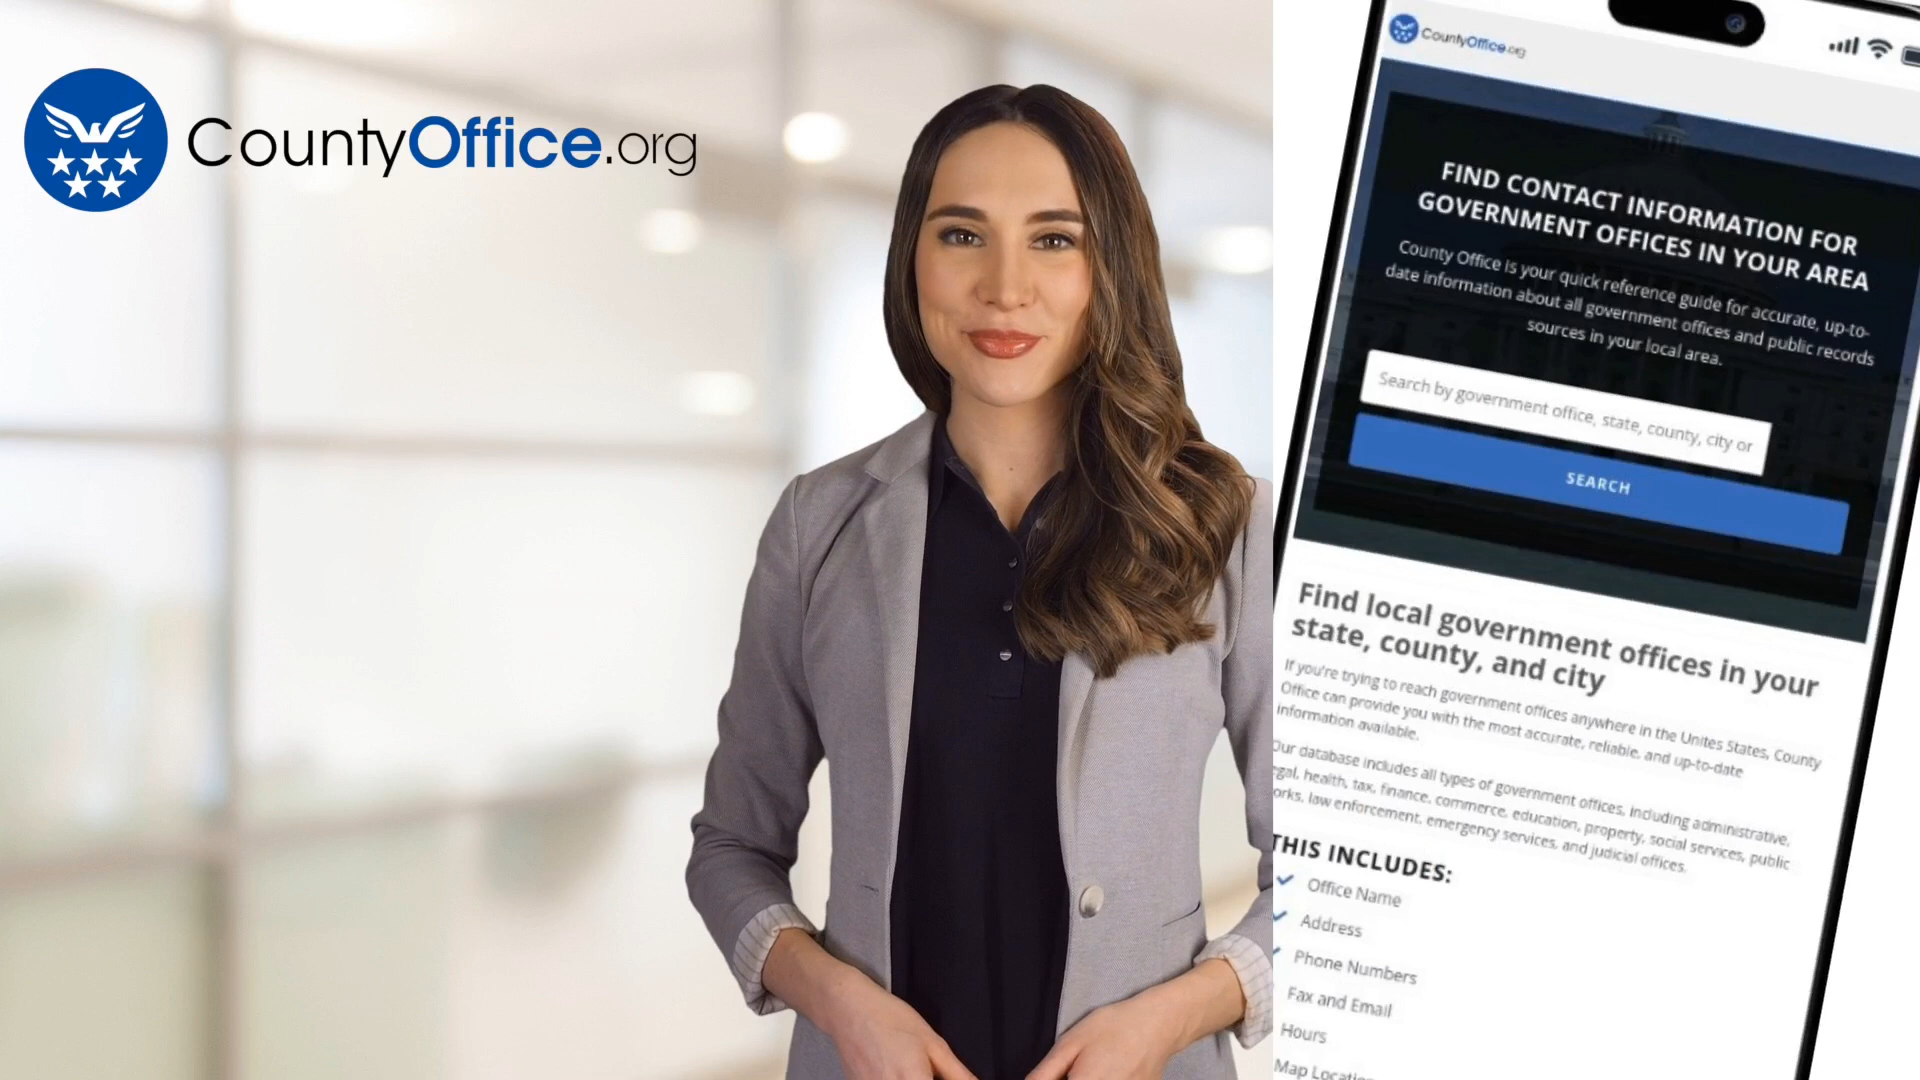 CountyOffice.org
CountyOffice.org
FIND CONTACT INFORMATION FOR
GOVERNMENT OFFICES IN YOUR AREA
County Office is your quick reference guide for accurate, up-to-
date information about all government offices and public records
sources in your local area.
Search by government office, state, county, city or
SEARCH
Find local government offices in your
state, county, and city
If you're trying to reach government offices anywhere in the Unites States, County
Office can provide you with the most accurate, reliable, and up-to-date
information available.
Our database includes all types of government offices, including administrative,
egal, health, tax, finance, commerce, education, property, social services, public
orks, law enforcement, emergency services, and judicial offices.
THIS INCLUDES:
Office Name
Address
Phone Numbers
Fax and Email
Hours
Map Locatio